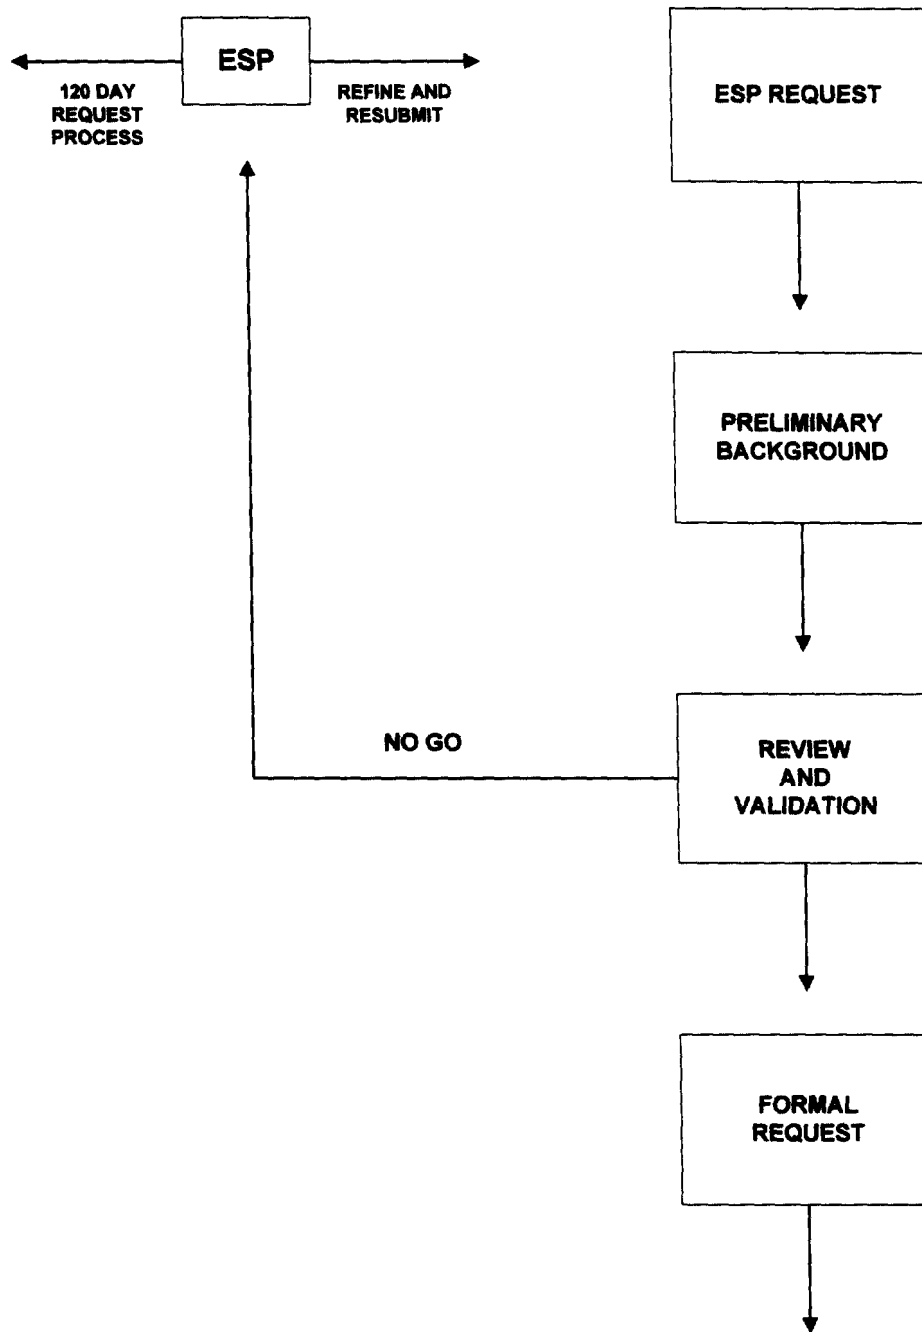 ESP
120 DAY
REQUEST
PROCESS
REFINE AND
RESUBMIT
ESP REQUEST
PRELIMINARY
BACKGROUND
NO GO
REVIEW
AND
VALIDATION
FORMAL
REQUEST